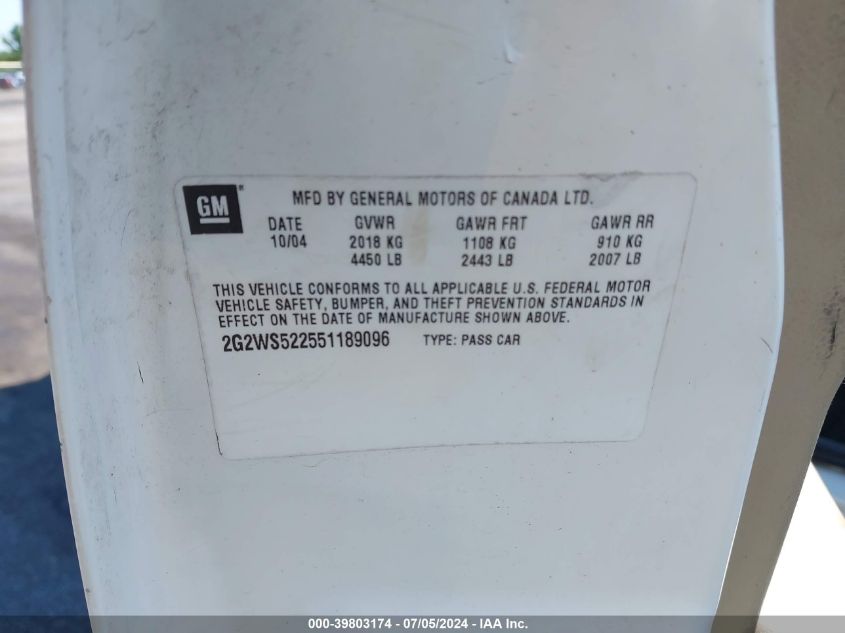 GM ®
MFD BY GENERAL MOTORS OF CANADA LTD.
DATE GVWR GAWR FRT GAWR RR
10/04 2018 KG 1108 KG 910 KG
4450 LB 2443 LB 2007 LB
THIS VEHICLE CONFORMS TO ALL APPLICABLE U.S. FEDERAL MOTOR
VEHICLE SAFETY, BUMPER, AND THEFT PREVENTION STANDARDS IN
EFFECT ON THE DATE OF MANUFACTURE SHOWN ABOVE.
2G2WS522551189096 TYPE: PASS CAR
000-39803174 - 07/05/2024 - IAA Inc.